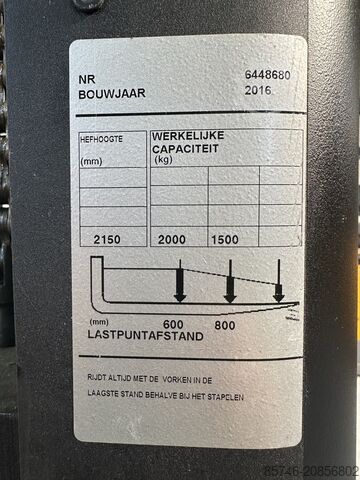 NR 6448680
BOUWJAAR 2016
HEFHOOGTE WERKELIJKE
CAPACITEIT
(mm) (kg)
2150 2000 1500
(mm) 600 800
LASTPUNTAFSTAND
RIJDT ALTIJD MET DE VORKEN IN DE
LAAGSTE STAND BEHALVE BIJ HET STAPELEN
85746-20856802